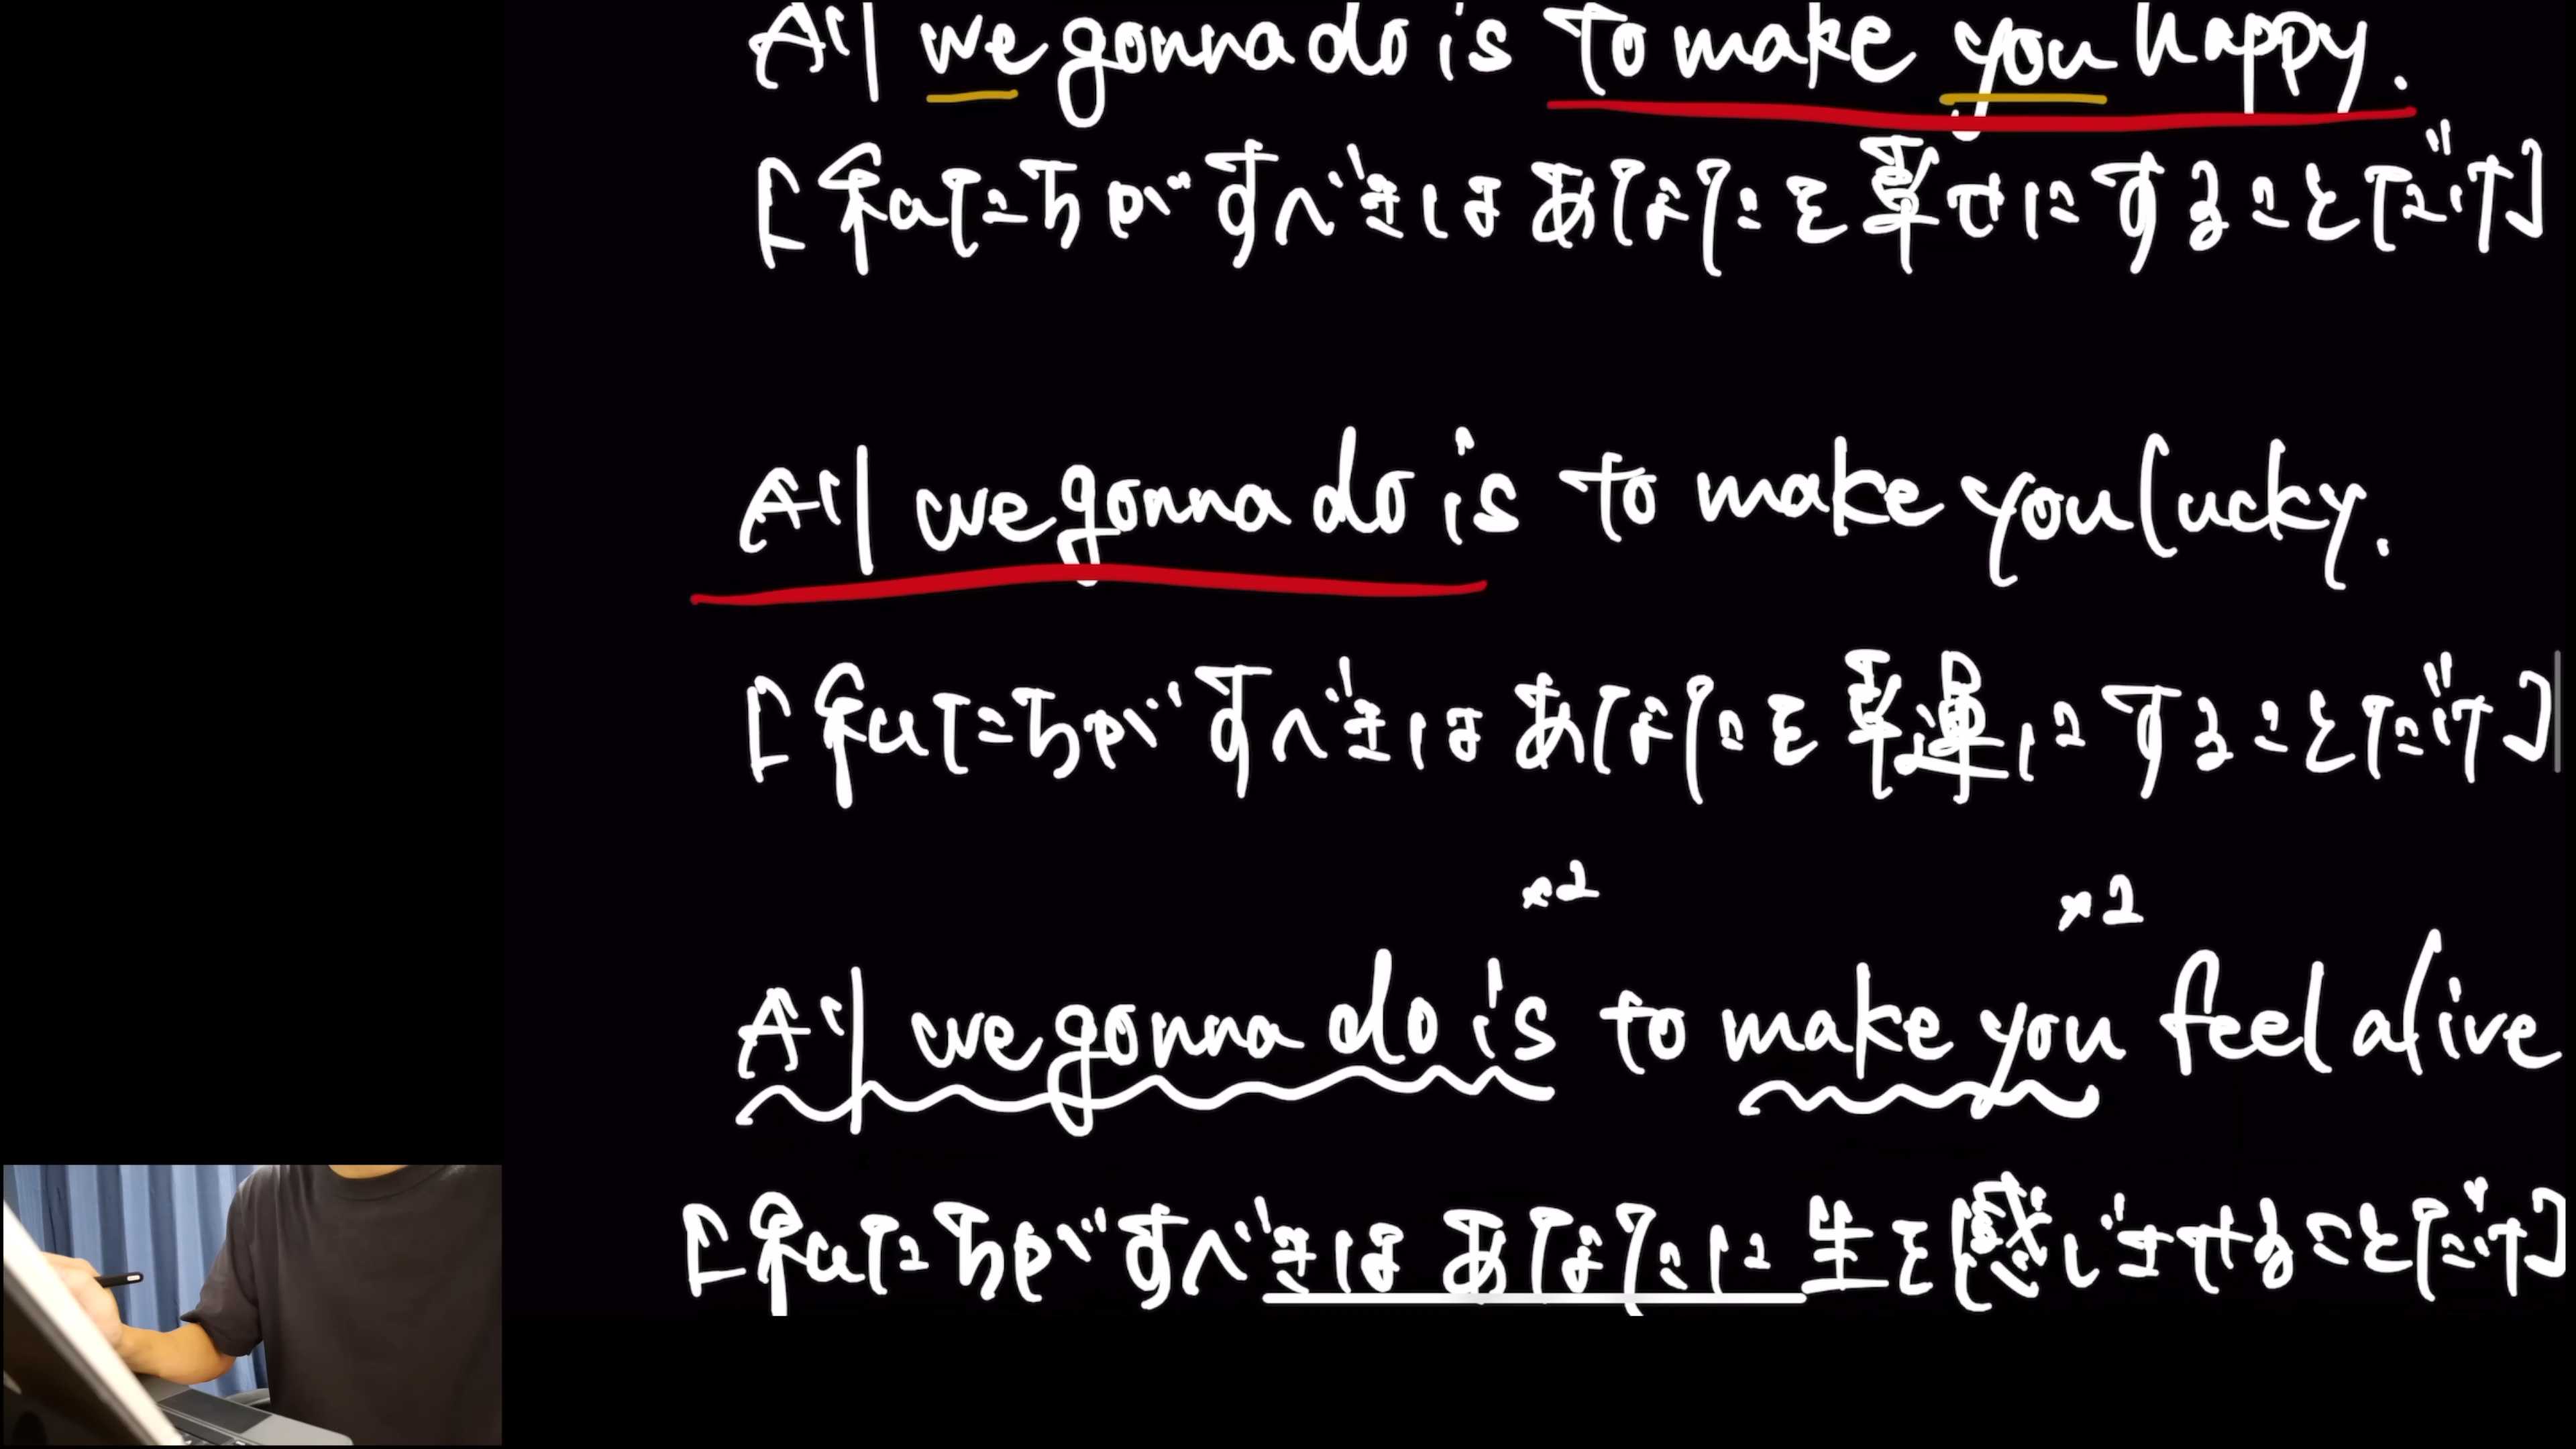 All we gonna do is to make you happy.
[私たちがすべきはあなたを幸せにすることだけ]
All we gonna do is to make you lucky.
[私たちがすべきはあなたを幸運にすることだけ]
×2 ×2
All we gonna do is to make you feel alive
[私たちがすべきはあなたに生を感じさせることだけ]